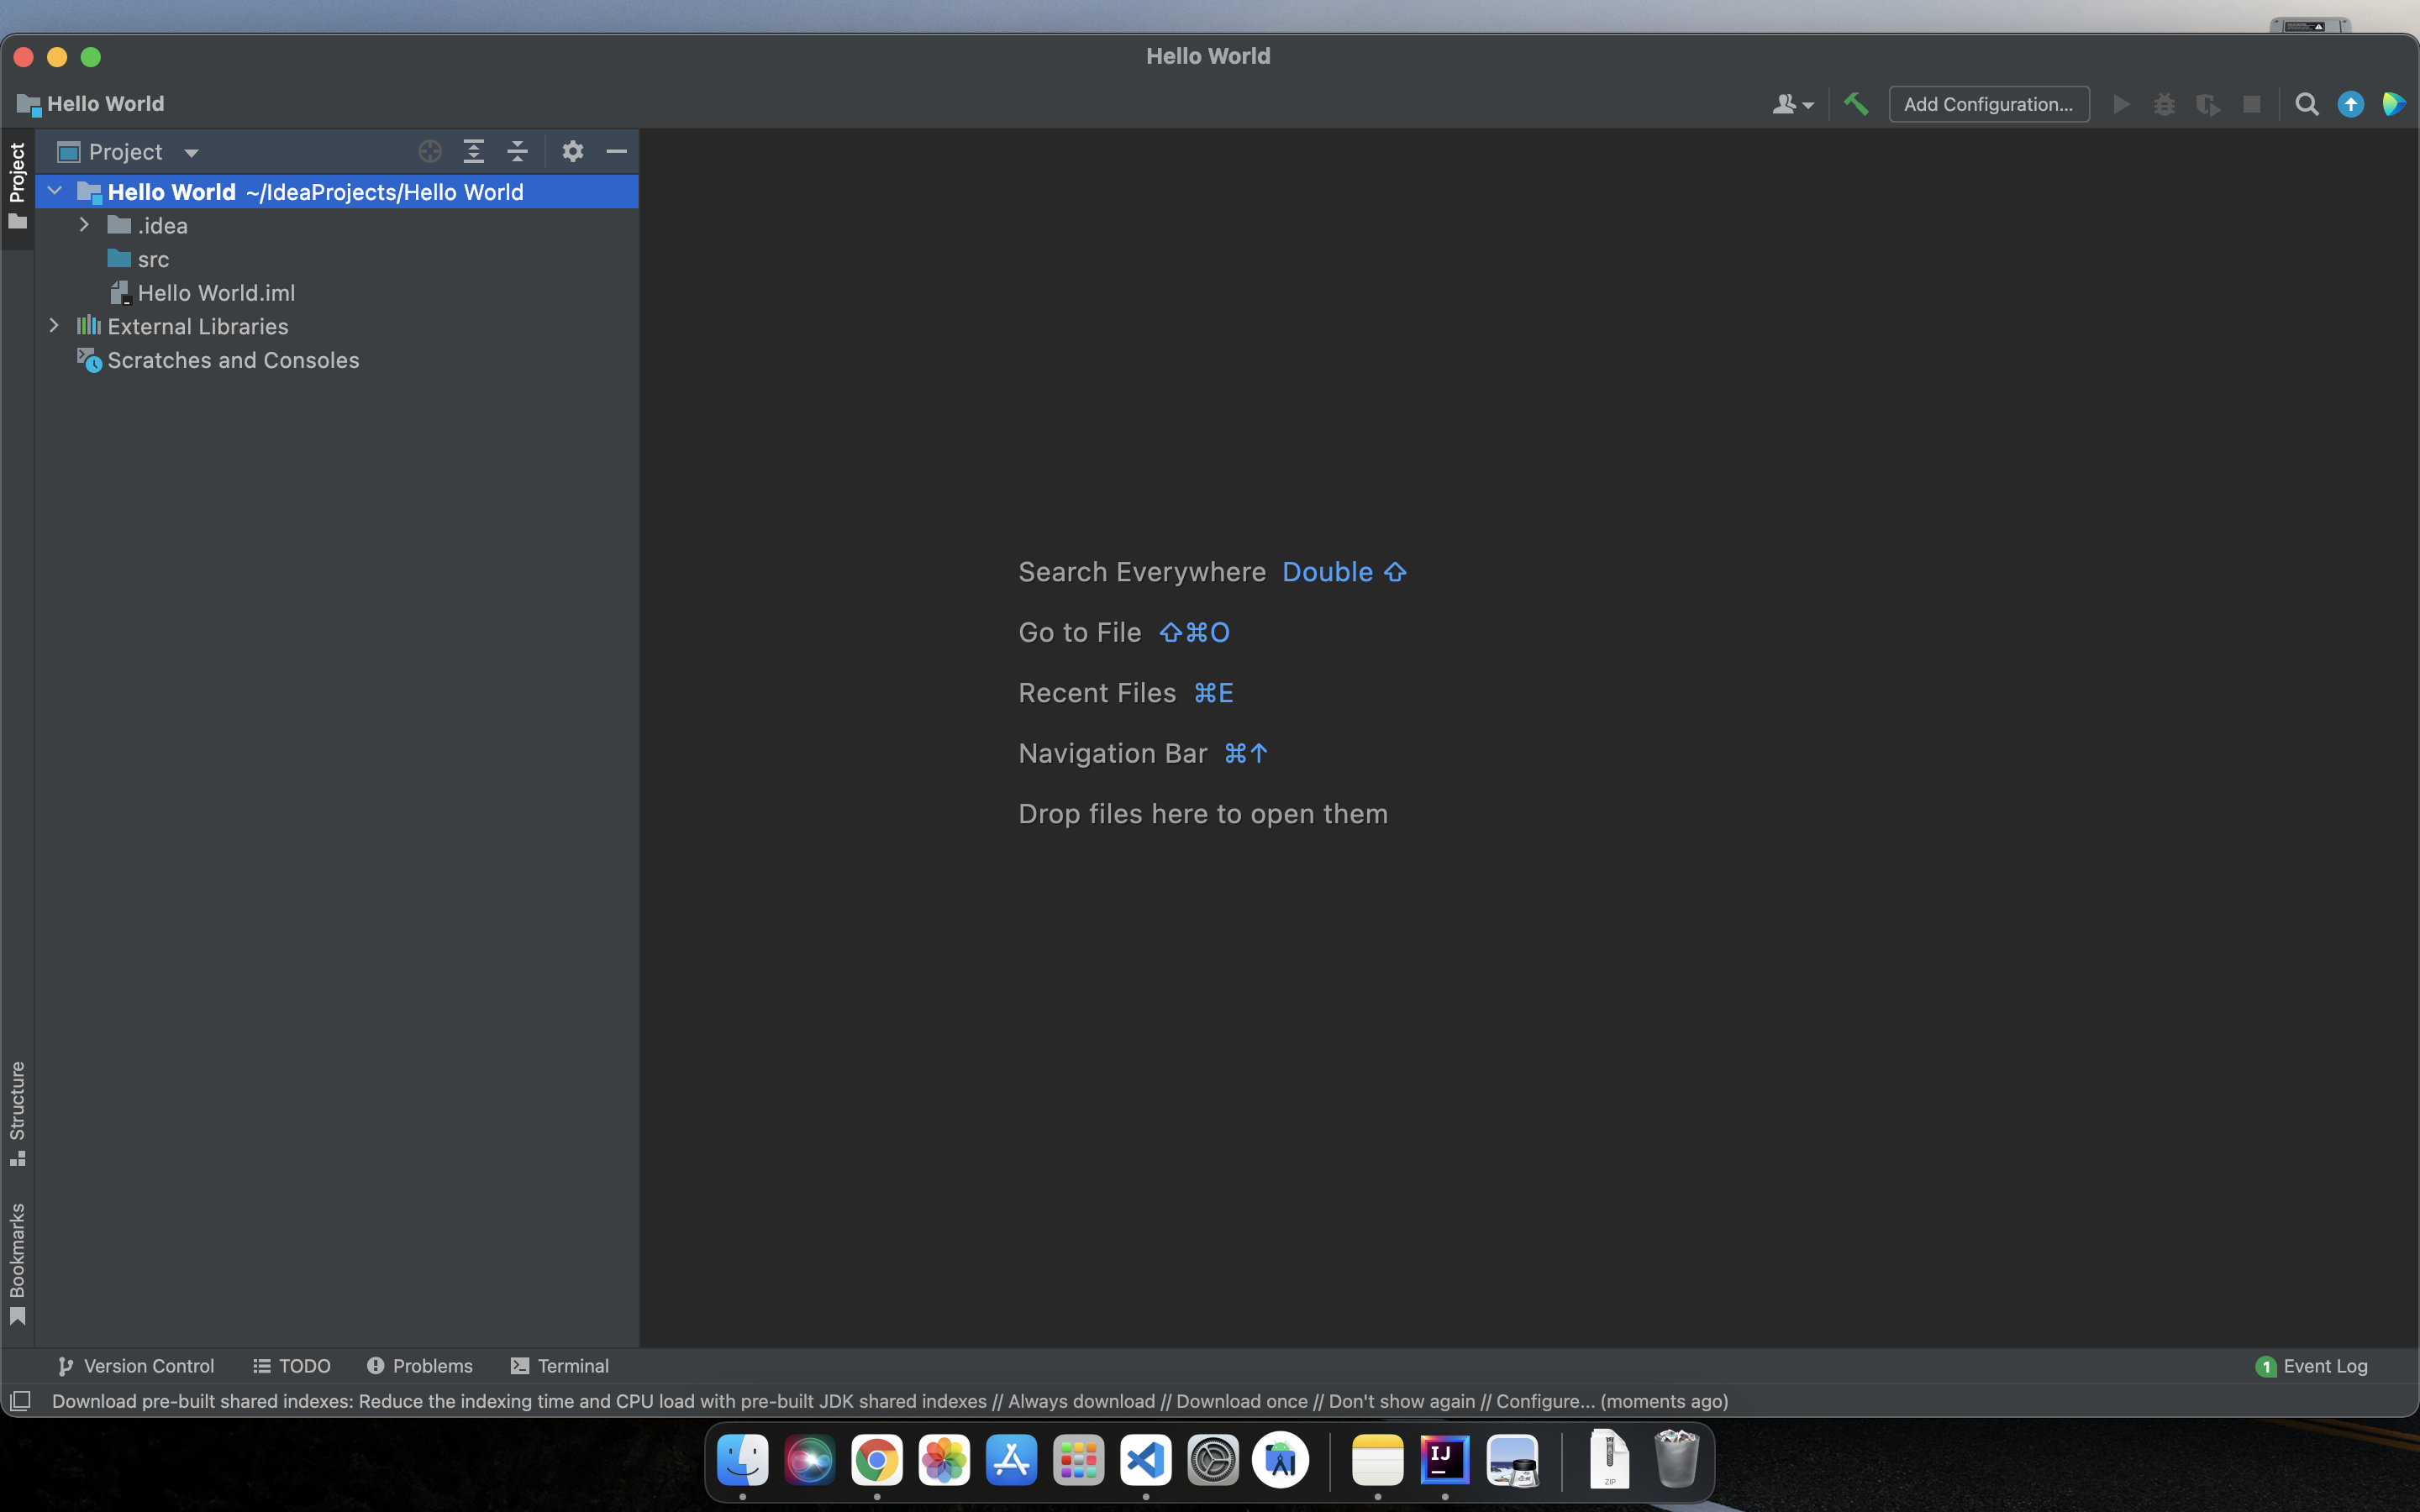 Hello World
Hello World
Add Configuration...
Project
Project
Hello World ~/IdeaProjects/Hello World
.idea
src
Hello World.iml
External Libraries
Scratches and Consoles
Search Everywhere Double ⇧
Go to File ⇧⌘O
Recent Files ⌘E
Navigation Bar ⌘↑
Drop files here to open them
Structure
Bookmarks
Version Control
TODO
Problems
Terminal
1 Event Log
Download pre-built shared indexes: Reduce the indexing time and CPU load with pre-built JDK shared indexes // Always download // Download once // Don't show again // Configure... (moments ago)
IJ
ZIP